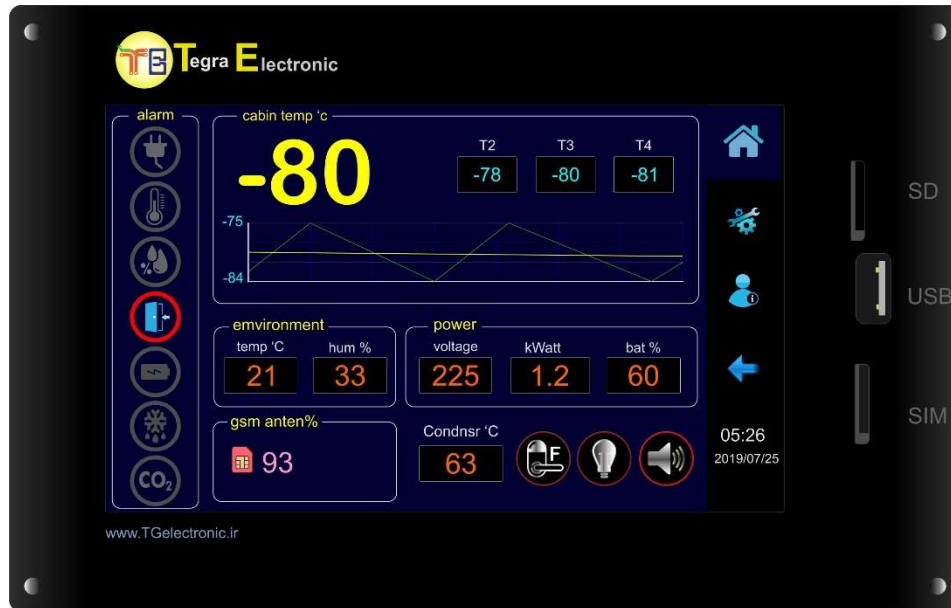 TE Tegra Electronic
alarm
cabin temp 'c
-80
T2 T3 T4
-78 -80 -81
-75
-84
%
emvironment
temp 'C hum %
21 33
power
voltage kWatt bat %
225 1.2 60
gsm anten%
93
Condnsr 'C
63
F
CO₂
05:26
2019/07/25
SD
USB
SIM
www.TGelectronic.ir